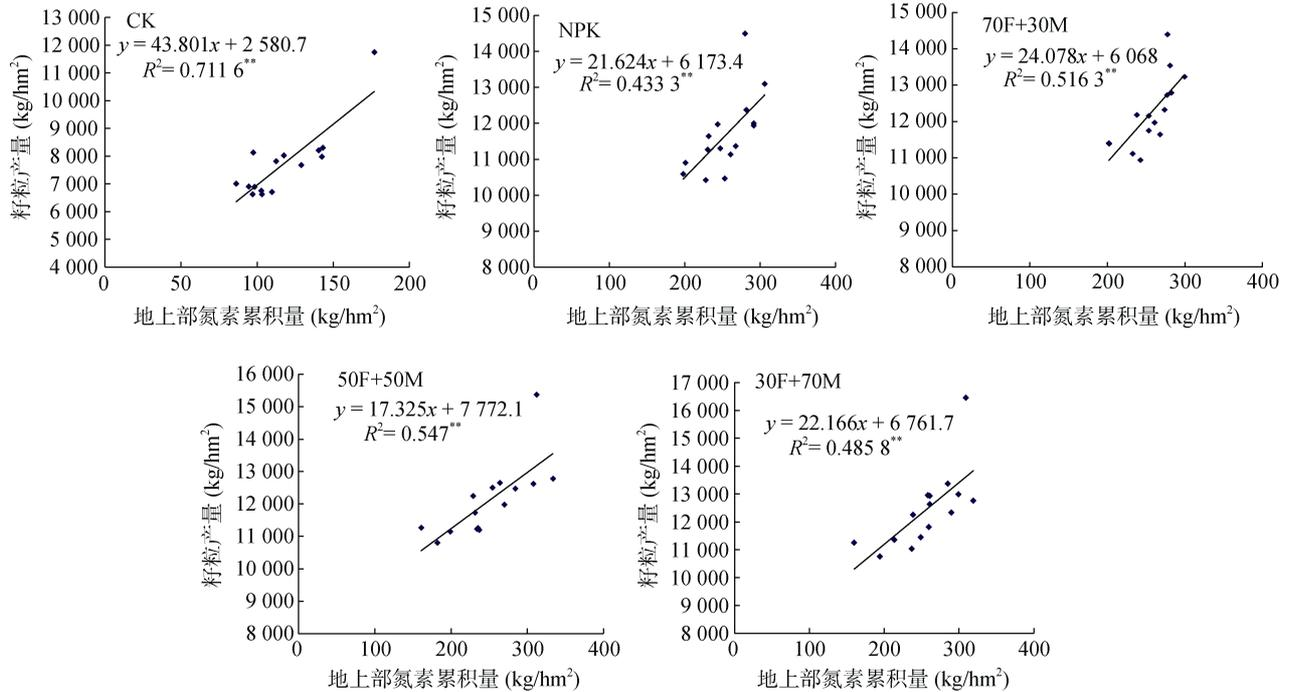 CK
y = 43.801x + 2 580.7
R²= 0.711 6**
13 000
12 000
11 000
10 000
9 000
8 000
7 000
6 000
5 000
4 000
籽粒产量 (kg/hm²)
0 50 100 150 200
地上部氮素累积量 (kg/hm²)
NPK
y = 21.624x + 6 173.4
R²= 0.433 3**
15 000
14 000
13 000
12 000
11 000
10 000
9 000
8 000
籽粒产量 (kg/hm²)
0 100 200 300 400
地上部氮素累积量 (kg/hm²)
70F+30M
y = 24.078x + 6 068
R²= 0.516 3**
15 000
14 000
13 000
12 000
11 000
10 000
9 000
8 000
籽粒产量 (kg/hm²)
0 100 200 300 400
地上部氮素累积量 (kg/hm²)
50F+50M
y = 17.325x + 7 772.1
R²= 0.547**
16 000
15 000
14 000
13 000
12 000
11 000
10 000
9 000
8 000
籽粒产量 (kg/hm²)
0 100 200 300 400
地上部氮素累积量 (kg/hm²)
30F+70M
y = 22.166x + 6 761.7
R²= 0.485 8**
17 000
16 000
15 000
14 000
13 000
12 000
11 000
10 000
9 000
8 000
籽粒产量 (kg/hm²)
0 100 200 300 400
地上部氮素累积量 (kg/hm²)